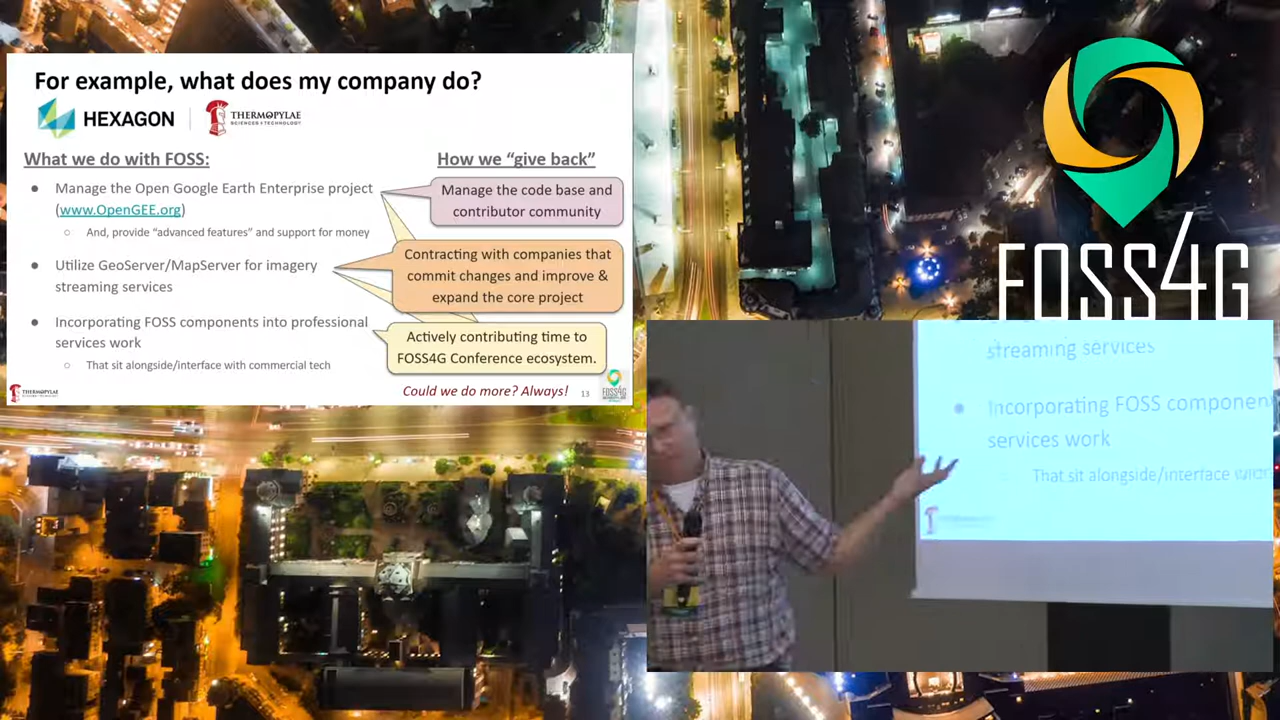 For example, what does my company do?
HEXAGON
THERMOPYLAE
SCIENCES + TECHNOLOGY
What we do with FOSS:
● Manage the Open Google Earth Enterprise project
(www.OpenGEE.org)
○ And, provide “advanced features” and support for money
● Utilize GeoServer/MapServer for imagery
streaming services
● Incorporating FOSS components into professional
services work
○ That sit alongside/interface with commercial tech
How we “give back”
Manage the code base and
contributor community
Contracting with companies that
commit changes and improve &
expand the core project
Actively contributing time to
FOSS4G Conference ecosystem.
Could we do more? Always!
13
THERMOPYLAE
FOSS4G
FOSS4G
streaming services
● Incorporating FOSS componen
services work
That sit alongside/interface with